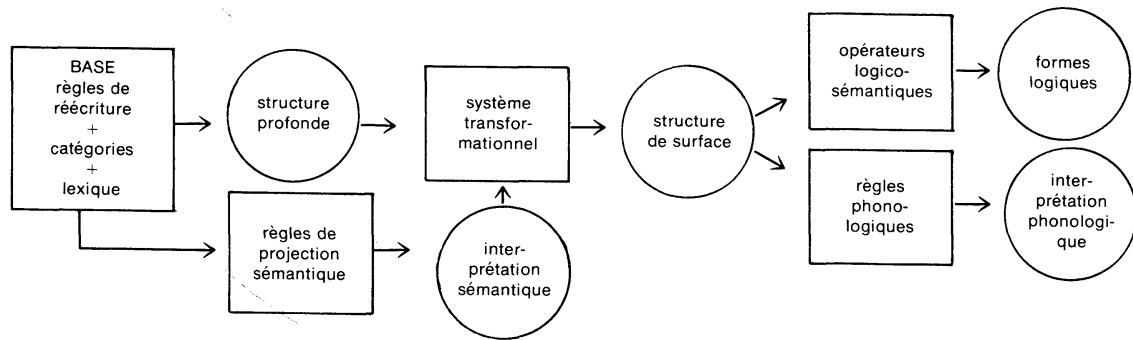 BASE
règles de
réécriture
+
catégories
+
lexique
structure
profonde
règles de
projection
sémantique
système
transfor-
mationnel
inter-
prétation
sémantique
structure
de surface
opérateurs
logico-
sémantiques
formes
logiques
règles
phono-
logiques
inter-
prétation
phonologi-
que